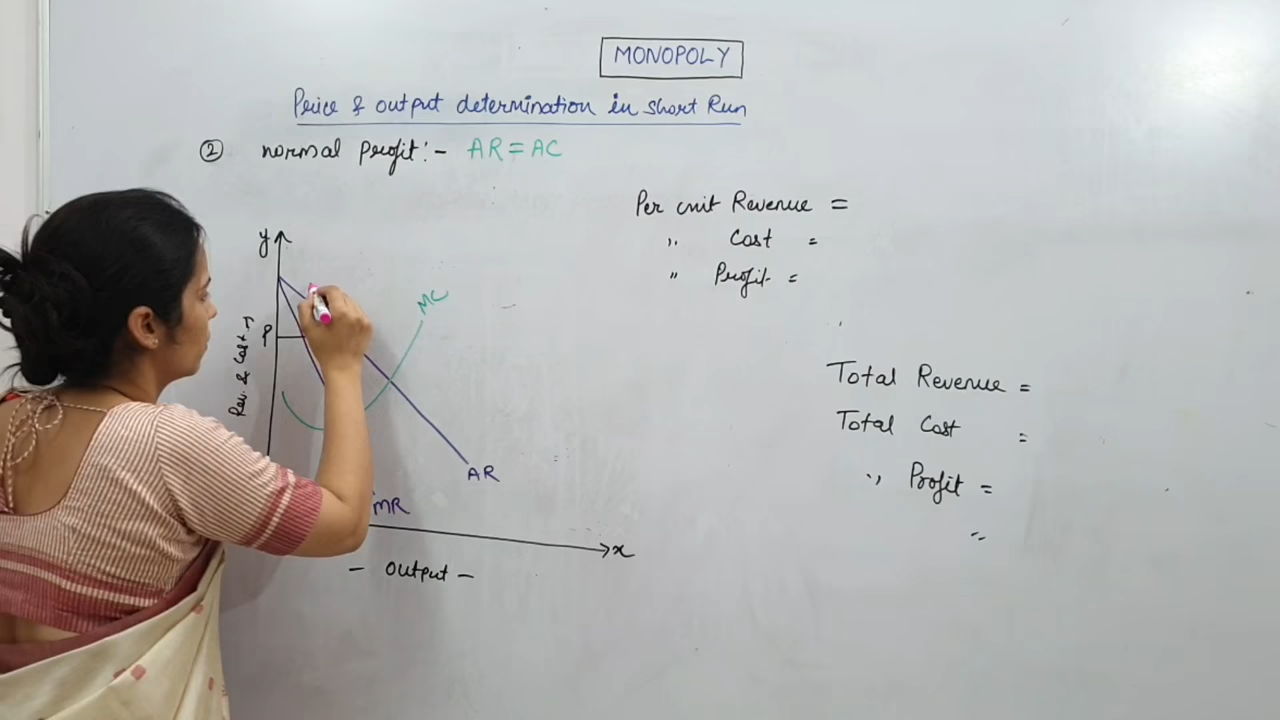 MONOPOLY
Price & output determination in short Run
② normal profit:- AR = AC
Per unit Revenue =
,, Cost =
,, Profit =
y
MC
P
Rev. & Cost
Total Revenue =
Total Cost =
,, Profit =
,,
AR
MR
x
- output -